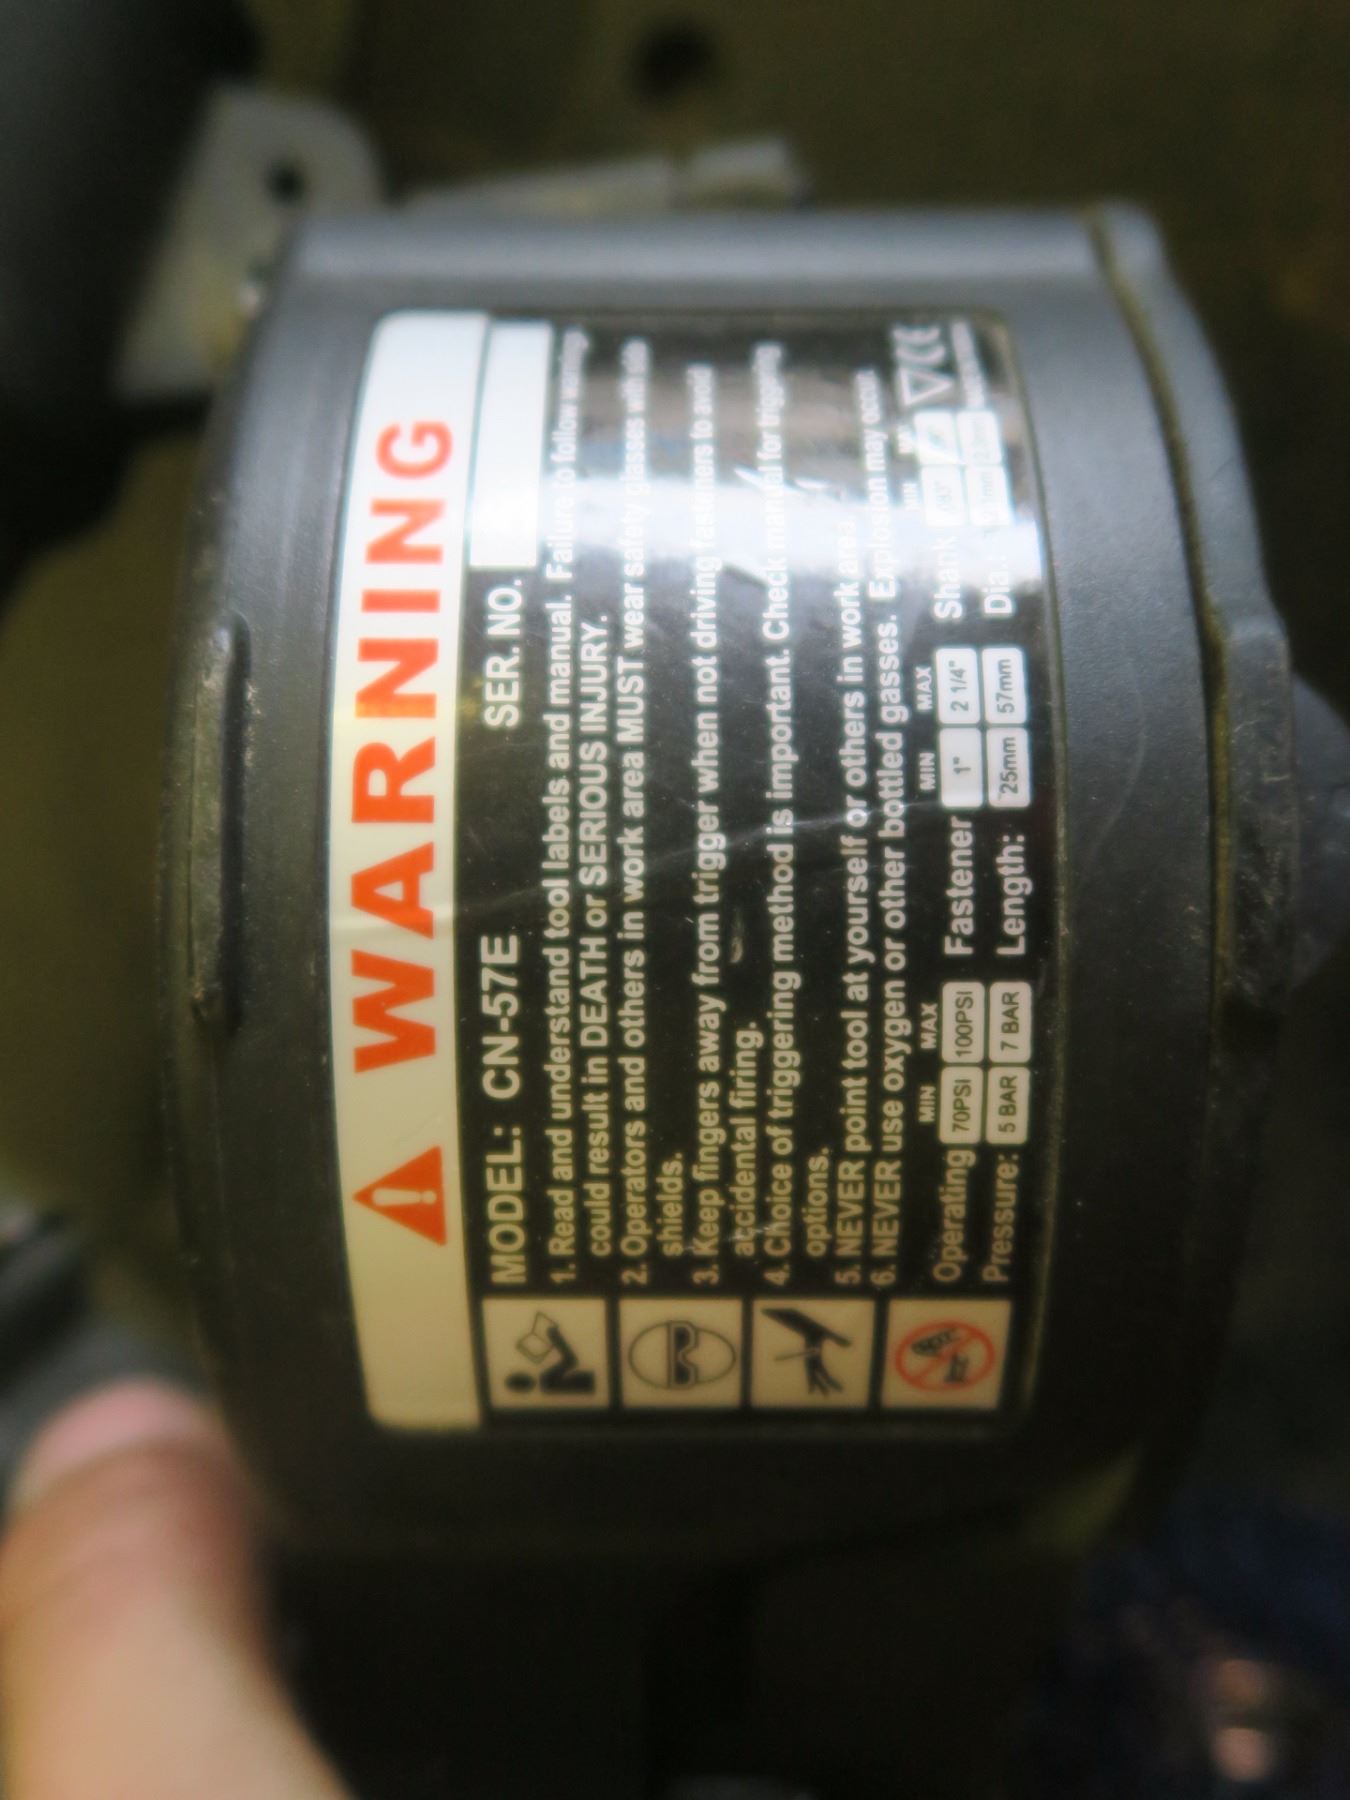 WARNING
MODEL: CN-57E SER. NO.
1. Read and understand tool labels and manual. Failure to follow warnings
could result in DEATH or SERIOUS INJURY.
2. Operators and others in work area MUST wear safety glasses with side
shields.
3. Keep fingers away from trigger when not driving fasteners to avoid
accidental firing.
4. Choice of triggering method is important. Check manual for triggering
options.
5. NEVER point tool at yourself or others in work area
6. NEVER use oxygen or other bottled gasses. Explosion may occur.
MIN MAX MIN MAX MIN
Operating 70PSI 100PSI Fastener 1" 2 1/4" Shank CE
Pressure: 5 BAR 7 BAR Length: 25mm 57mm Dia.: